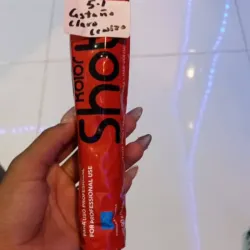 5-1
Castaño
Claro
Cenizo
Kolor
Shot
FOR PROFESSIONAL USE